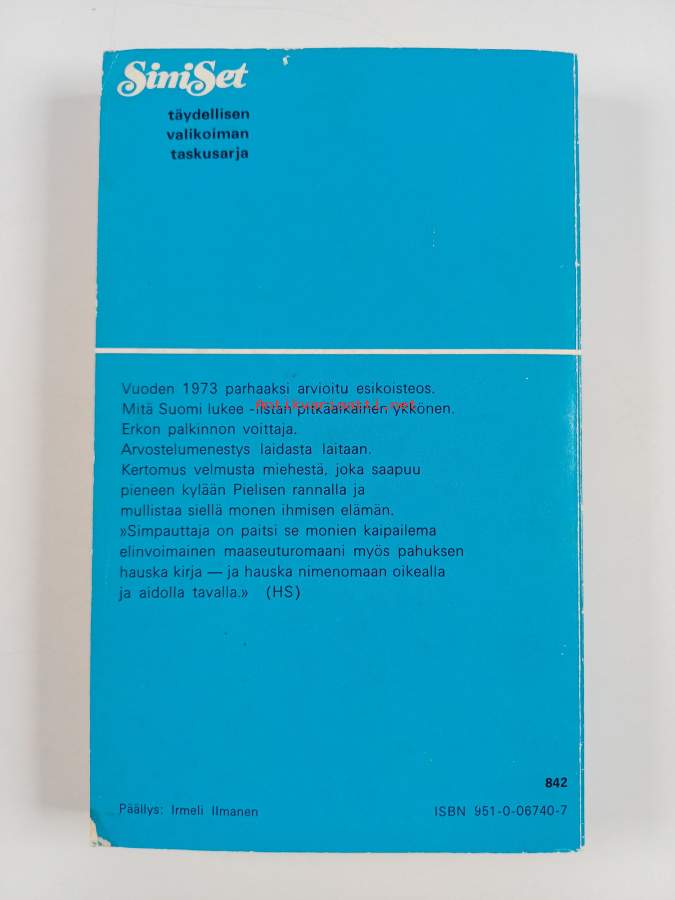 SiniSet
täydellisen
valikoiman
taskusarja
Vuoden 1973 parhaaksi arvioitu esikoisteos.
Antikvariaatti.net
Mitä Suomi lukee -listan pitkäaikainen ykkönen.
Erkon palkinnon voittaja.
Arvostelumenestys laidasta laitaan.
Kertomus velmusta miehestä, joka saapuu
pieneen kylään Pielisen rannalla ja
mullistaa siellä monen ihmisen elämän.
»Simpauttaja on paitsi se monien kaipailema
elinvoimainen maaseuturomaani myös pahuksen
hauska kirja — ja hauska nimenomaan oikealla
ja aidolla tavalla.» (HS)
842
Päällys: Irmeli Ilmanen
ISBN 951-0-06740-7